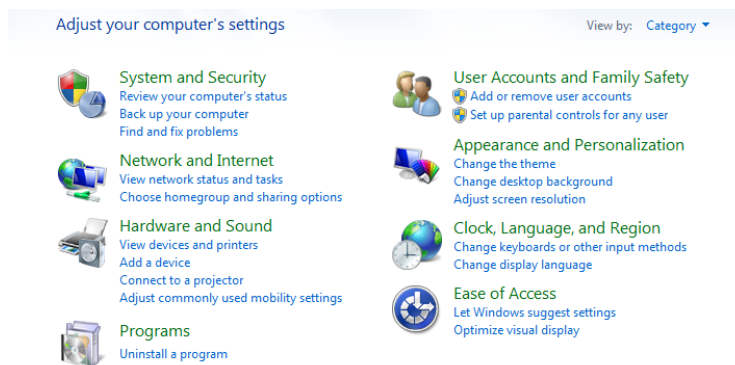 Adjust your computer's settings
View by: Category
System and Security
Review your computer's status
Back up your computer
Find and fix problems
Network and Internet
View network status and tasks
Choose homegroup and sharing options
Hardware and Sound
View devices and printers
Add a device
Connect to a projector
Adjust commonly used mobility settings
Programs
Uninstall a program
User Accounts and Family Safety
Add or remove user accounts
Set up parental controls for any user
Appearance and Personalization
Change the theme
Change desktop background
Adjust screen resolution
Clock, Language, and Region
Change keyboards or other input methods
Change display language
Ease of Access
Let Windows suggest settings
Optimize visual display